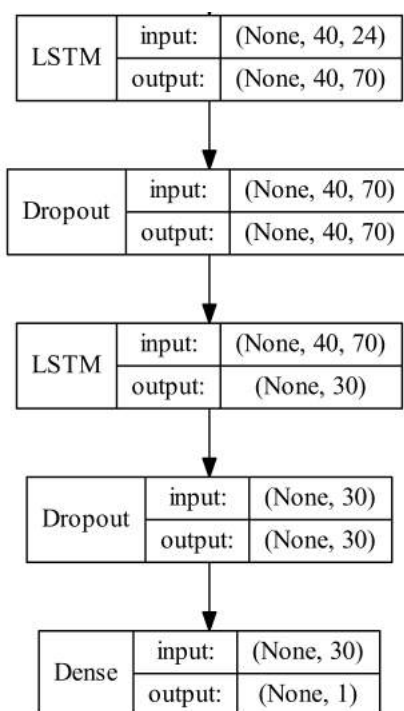 LSTM
input: (None, 40, 24)
output: (None, 40, 70)
Dropout
input: (None, 40, 70)
output: (None, 40, 70)
LSTM
input: (None, 40, 70)
output: (None, 30)
Dropout
input: (None, 30)
output: (None, 30)
Dense
input: (None, 30)
output: (None, 1)